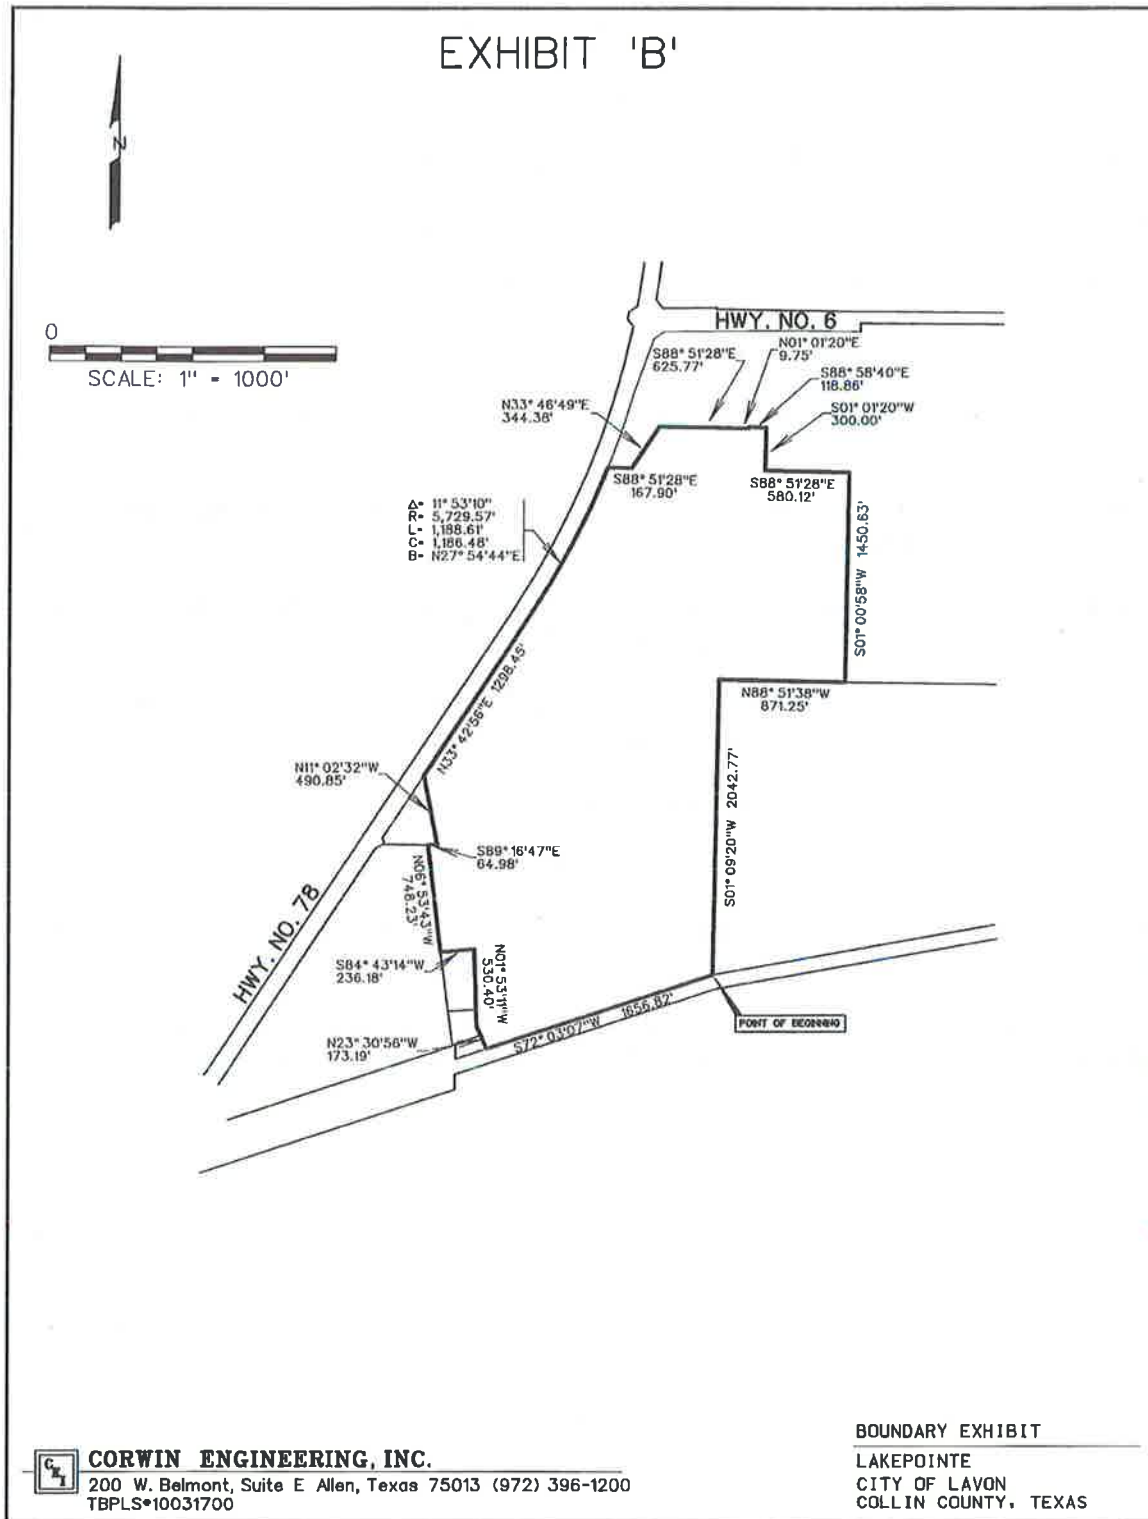 EXHIBIT 'B'
N
0
SCALE: 1" = 1000'
HWY. NO. 6
S88° 51'28"E
625.77'
N01° 01'20"E
9.75'
S88° 58'40"E
118.86'
S01° 01'20"W
300.00'
N33° 46'49"E
344.38'
S88° 51'28"E
167.90'
S88° 51'28"E
580.12'
Δ= 11° 53'10"
R= 5,729.57'
L= 1,188.61'
C= 1,186.48'
B= N27° 54'44"E
S01° 00'58"W 1450.63'
N33° 42'56"E 1298.45'
N88° 51'38"W
871.25'
N11° 02'32"W
490.85'
S01° 09'20"W 2042.77'
S89° 16'47"E
64.98'
N06° 53'43"W
748.23'
HWY. NO. 78
S84° 43'14"W
236.18'
N01° 53'11"W
530.40'
N23° 30'56"W
173.19'
S72° 03'07"W 1656.82'
POINT OF BEGINNING
CEI
CORWIN ENGINEERING, INC.
200 W. Belmont, Suite E Allen, Texas 75013 (972) 396-1200
TBPLS#10031700
BOUNDARY EXHIBIT
LAKEPOINTE
CITY OF LAVON
COLLIN COUNTY, TEXAS